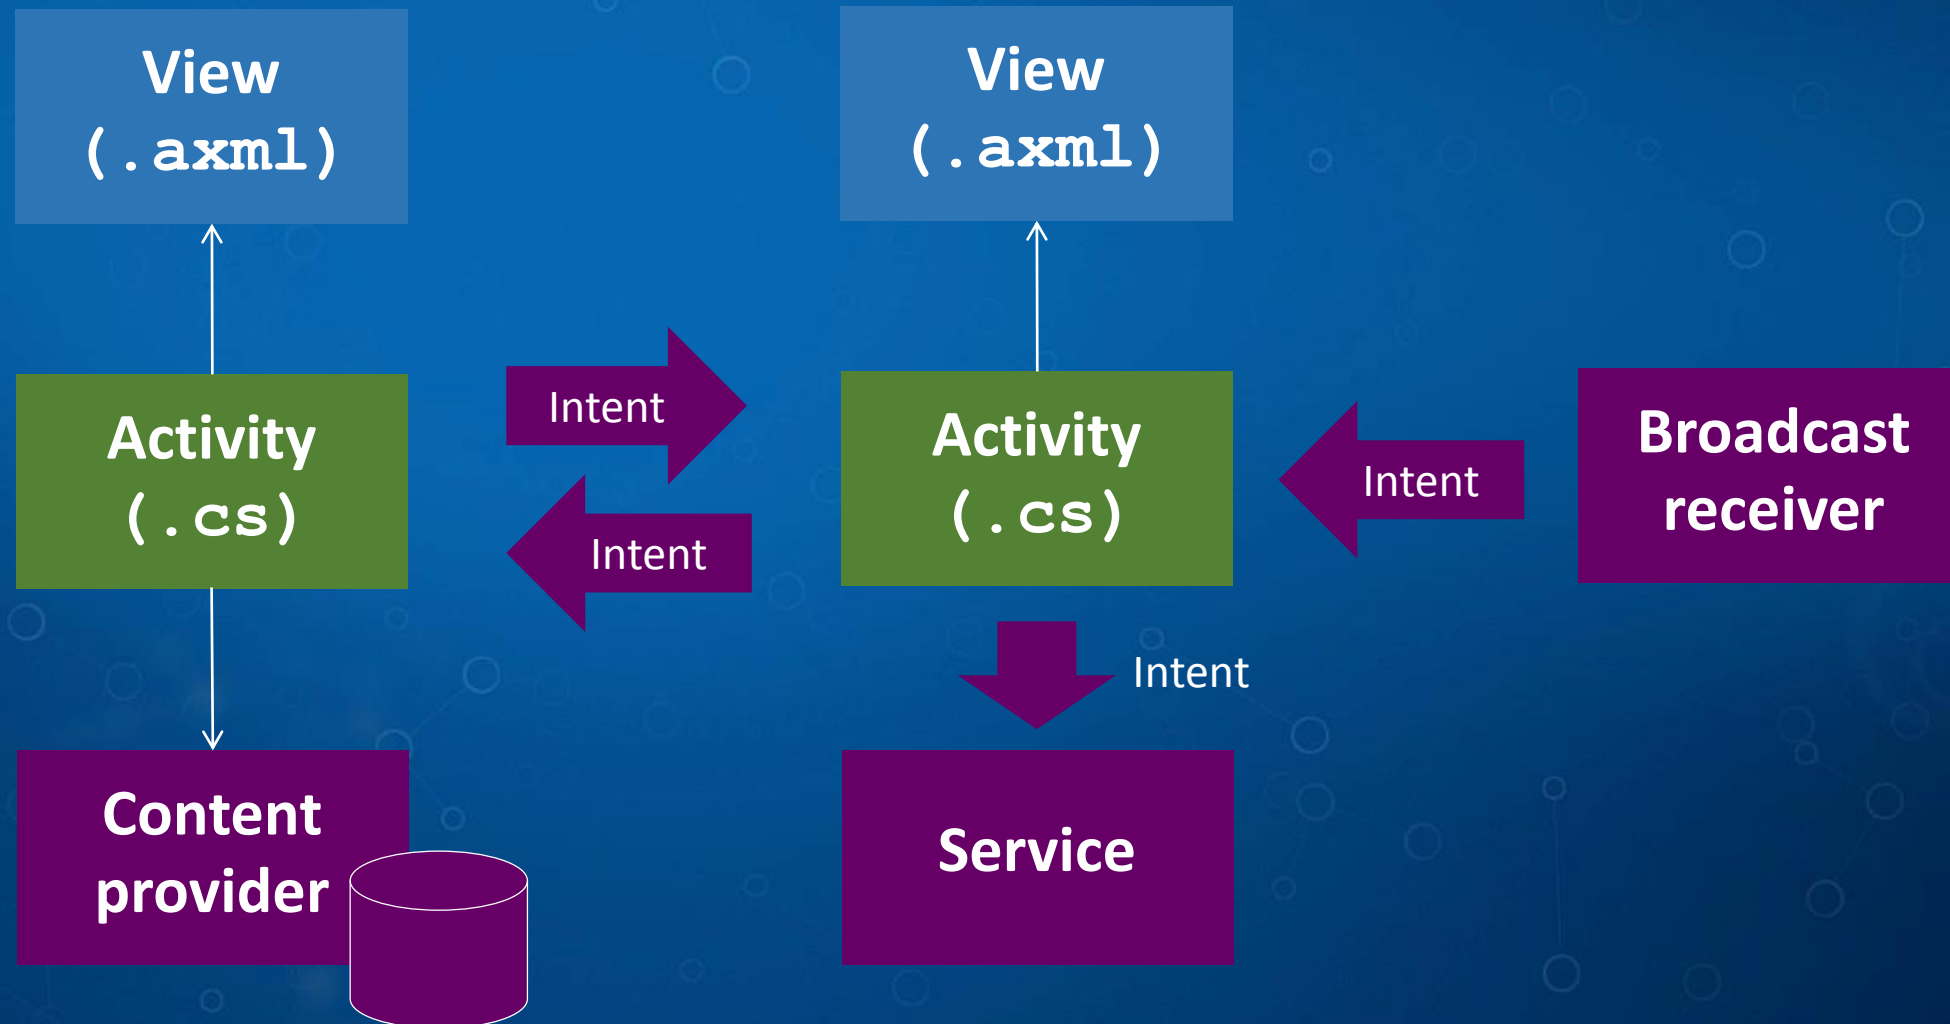 View
(.axml)
View
(.axml)
Activity
(.cs)
Intent
Intent
Activity
(.cs)
Intent
Broadcast
receiver
Intent
Content
provider
Service